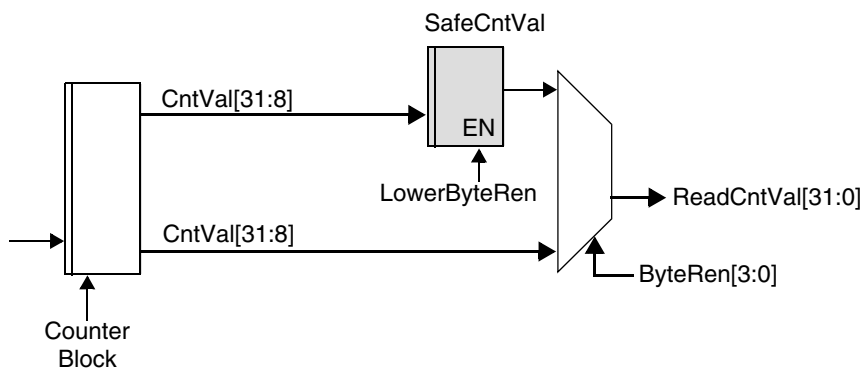 SafeCntVal
CntVal[31:8]
EN
LowerByteRen
ReadCntVal[31:0]
CntVal[31:8]
ByteRen[3:0]
Counter
Block